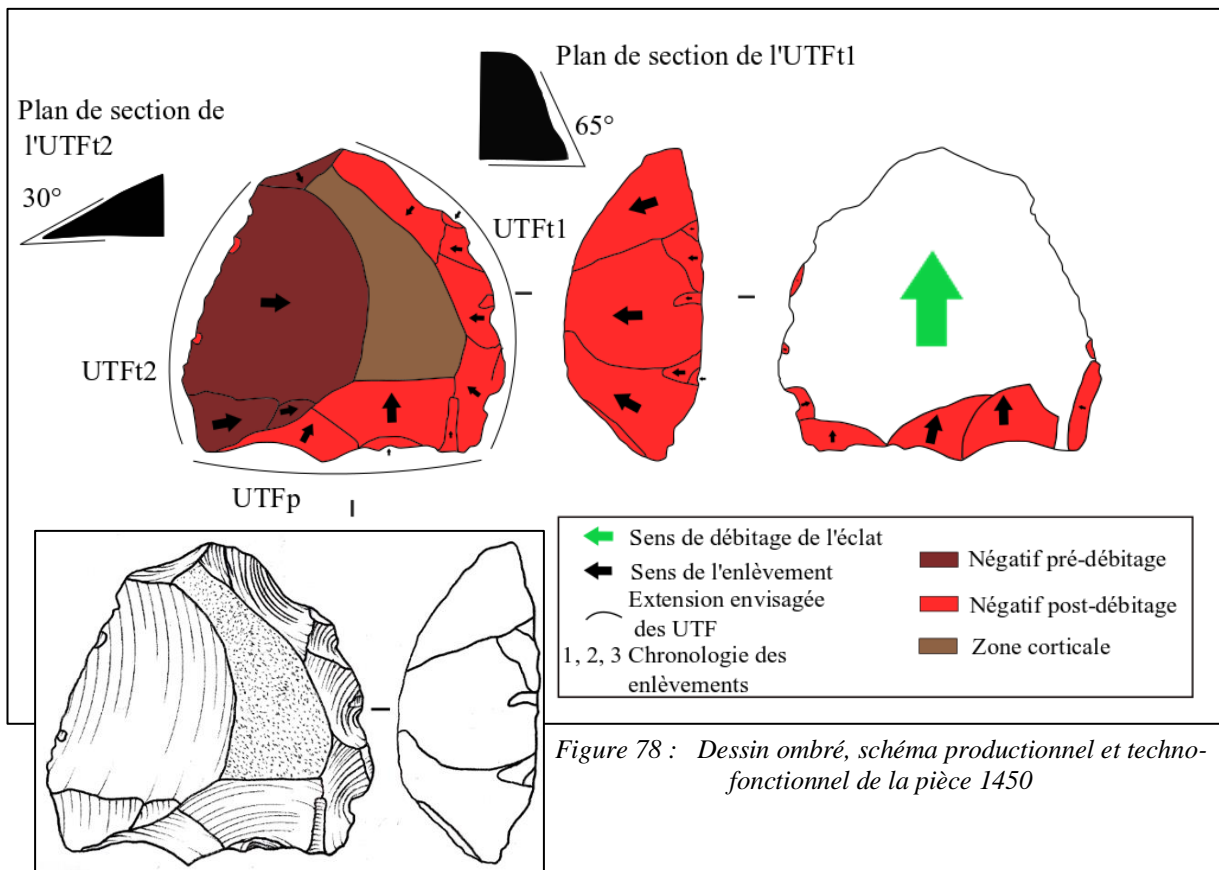 Plan de section de l'UTFt1
Plan de section de
l'UTFt2
65°
30°
UTFt1
UTFt2
UTFp
Sens de débitage de l'éclat
Sens de l'enlèvement
Extension envisagée
des UTF
1, 2, 3 Chronologie des
enlèvements
Négatif pré-débitage
Négatif post-débitage
Zone corticale
Figure 78 : Dessin ombré, schéma productionnel et techno-
fonctionnel de la pièce 1450